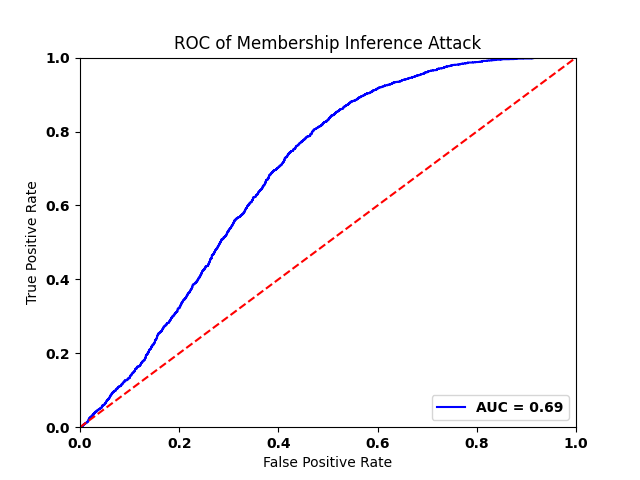 ROC of Membership Inference Attack
1.0
0.8
0.6
0.4
0.2
0.0
True Positive Rate
AUC = 0.69
0.0 0.2 0.4 0.6 0.8 1.0
False Positive Rate